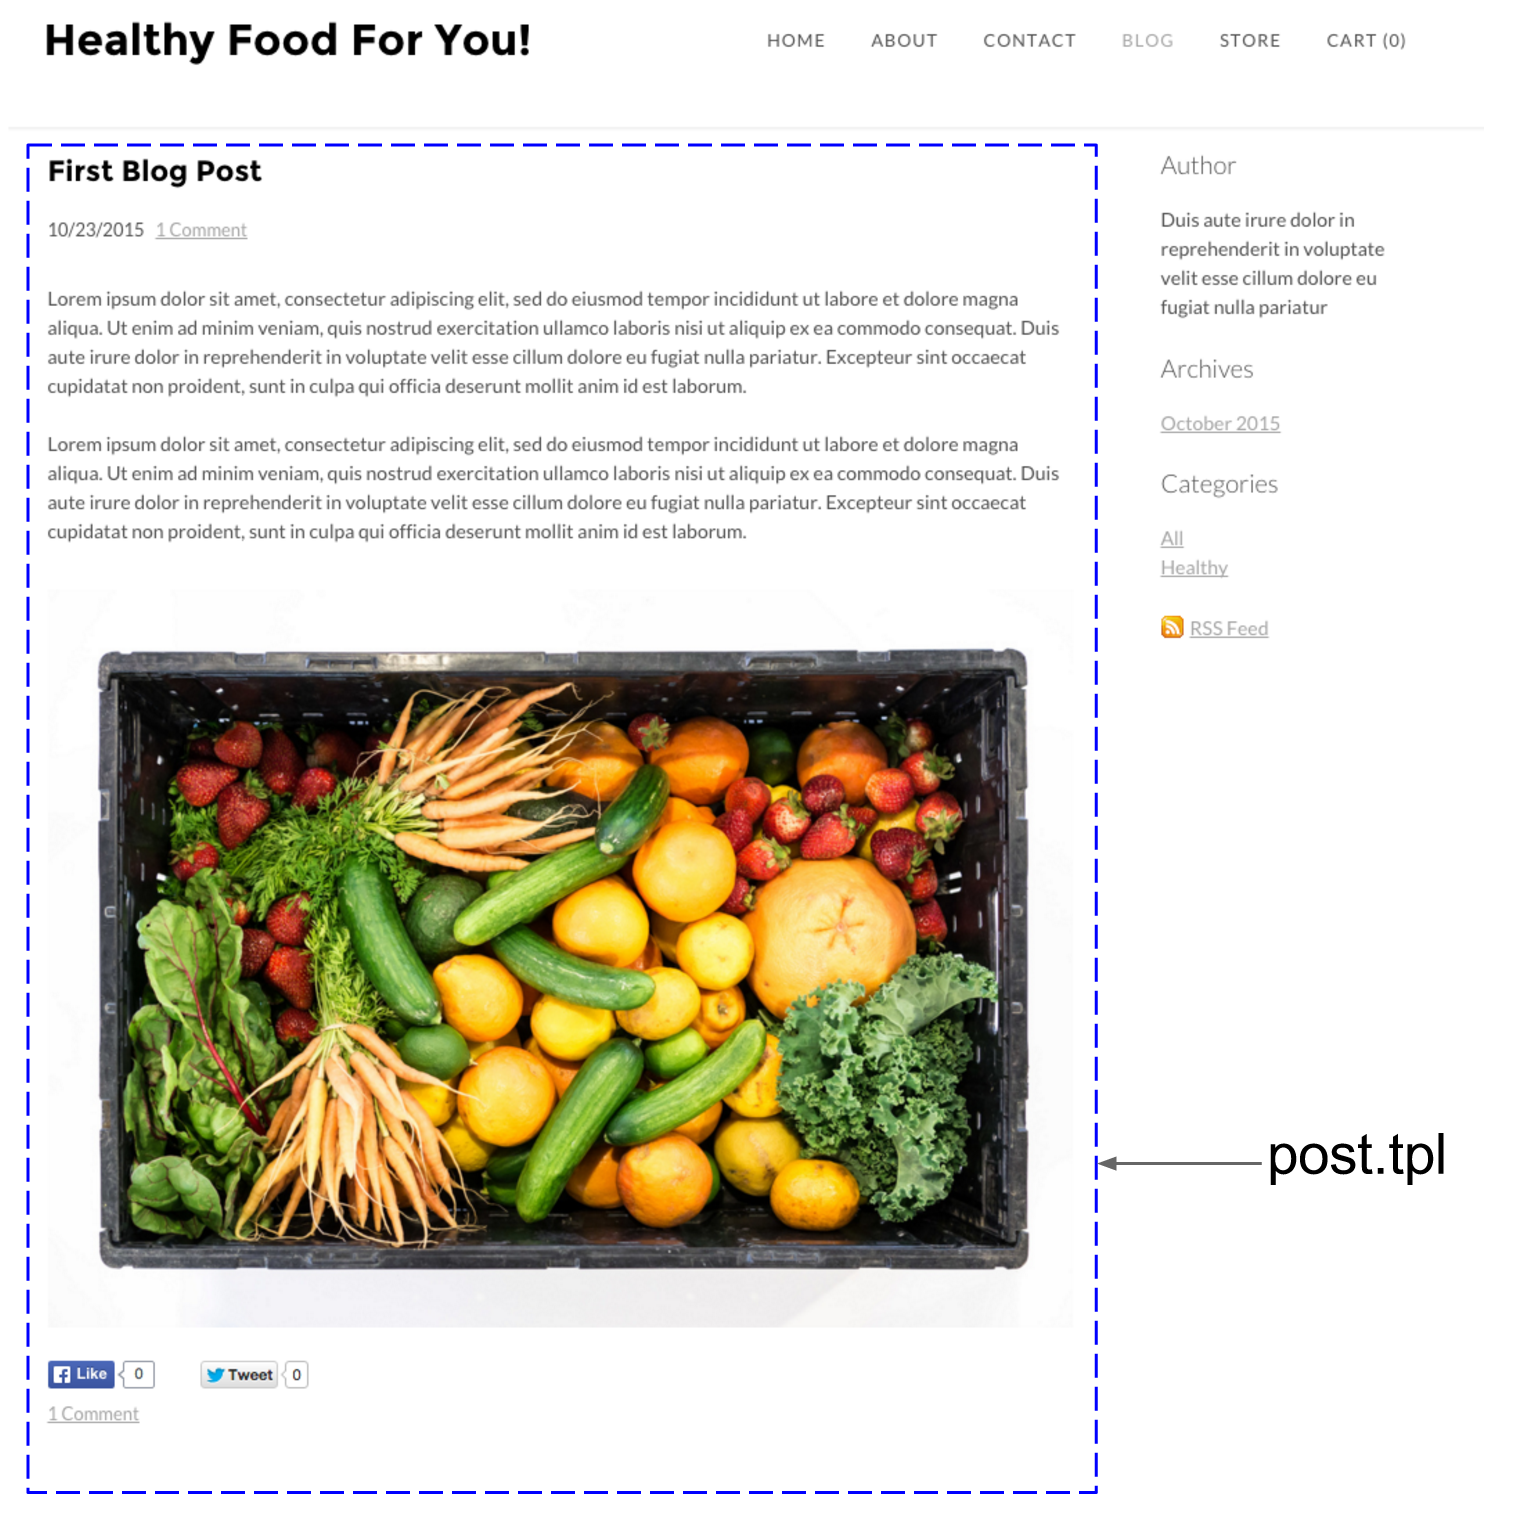 Healthy Food For You!
HOME ABOUT CONTACT BLOG STORE CART (0)
First Blog Post
10/23/2015 1 Comment
Lorem ipsum dolor sit amet, consectetur adipiscing elit, sed do eiusmod tempor incididunt ut labore et dolore magna
aliqua. Ut enim ad minim veniam, quis nostrud exercitation ullamco laboris nisi ut aliquip ex ea commodo consequat. Duis
aute irure dolor in reprehenderit in voluptate velit esse cillum dolore eu fugiat nulla pariatur. Excepteur sint occaecat
cupidatat non proident, sunt in culpa qui officia deserunt mollit anim id est laborum.
Lorem ipsum dolor sit amet, consectetur adipiscing elit, sed do eiusmod tempor incididunt ut labore et dolore magna
aliqua. Ut enim ad minim veniam, quis nostrud exercitation ullamco laboris nisi ut aliquip ex ea commodo consequat. Duis
aute irure dolor in reprehenderit in voluptate velit esse cillum dolore eu fugiat nulla pariatur. Excepteur sint occaecat
cupidatat non proident, sunt in culpa qui officia deserunt mollit anim id est laborum.
Like 0 Tweet 0
1 Comment
Author
Duis aute irure dolor in
reprehenderit in voluptate
velit esse cillum dolore eu
fugiat nulla pariatur
Archives
October 2015
Categories
All
Healthy
RSS Feed
post.tpl